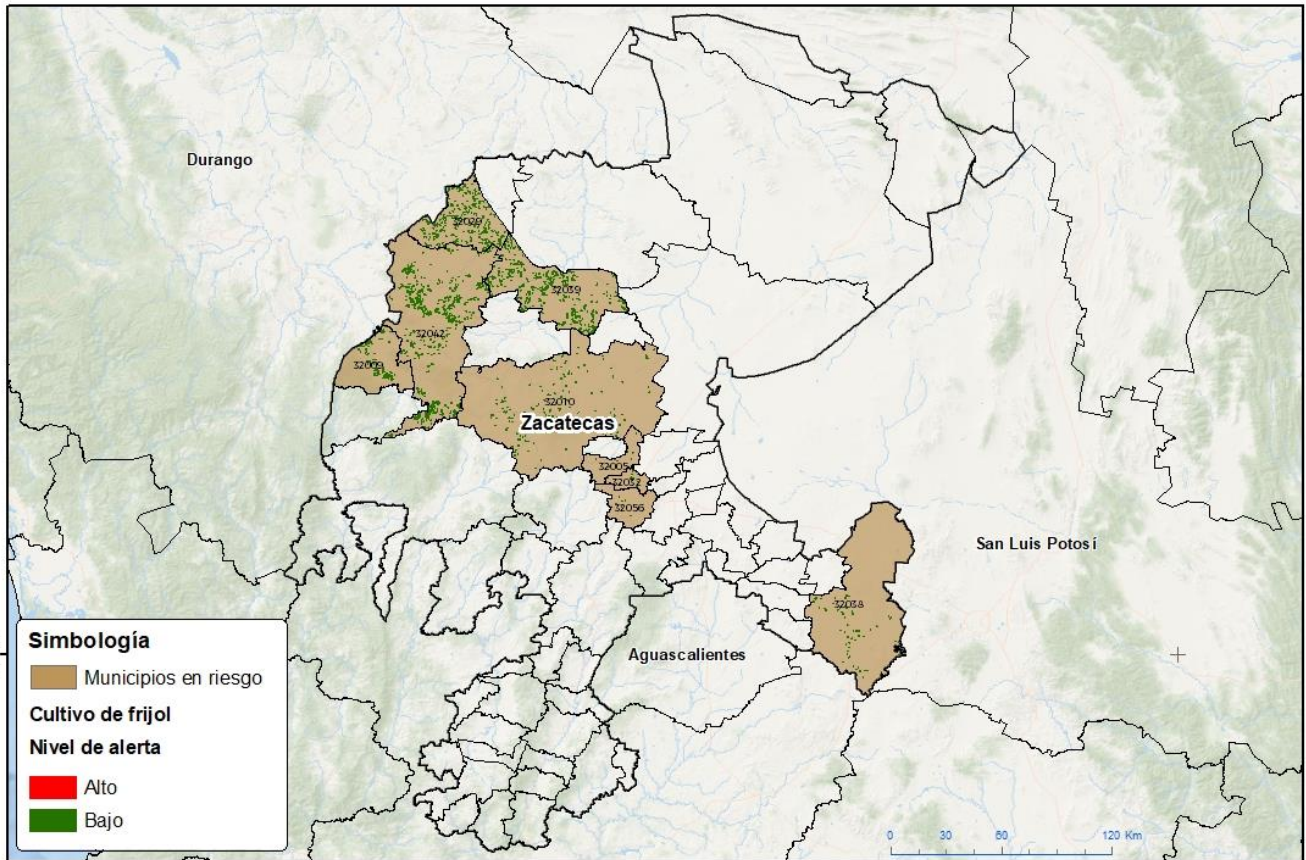 Durango
32029
32039
32042
32009
32010
Zacatecas
32005
32032
32056
San Luis Potosí
32038
Aguascalientes
Simbología
Municipios en riesgo
Cultivo de frijol
Nivel de alerta
Alto
Bajo
0 30 60 120 Km